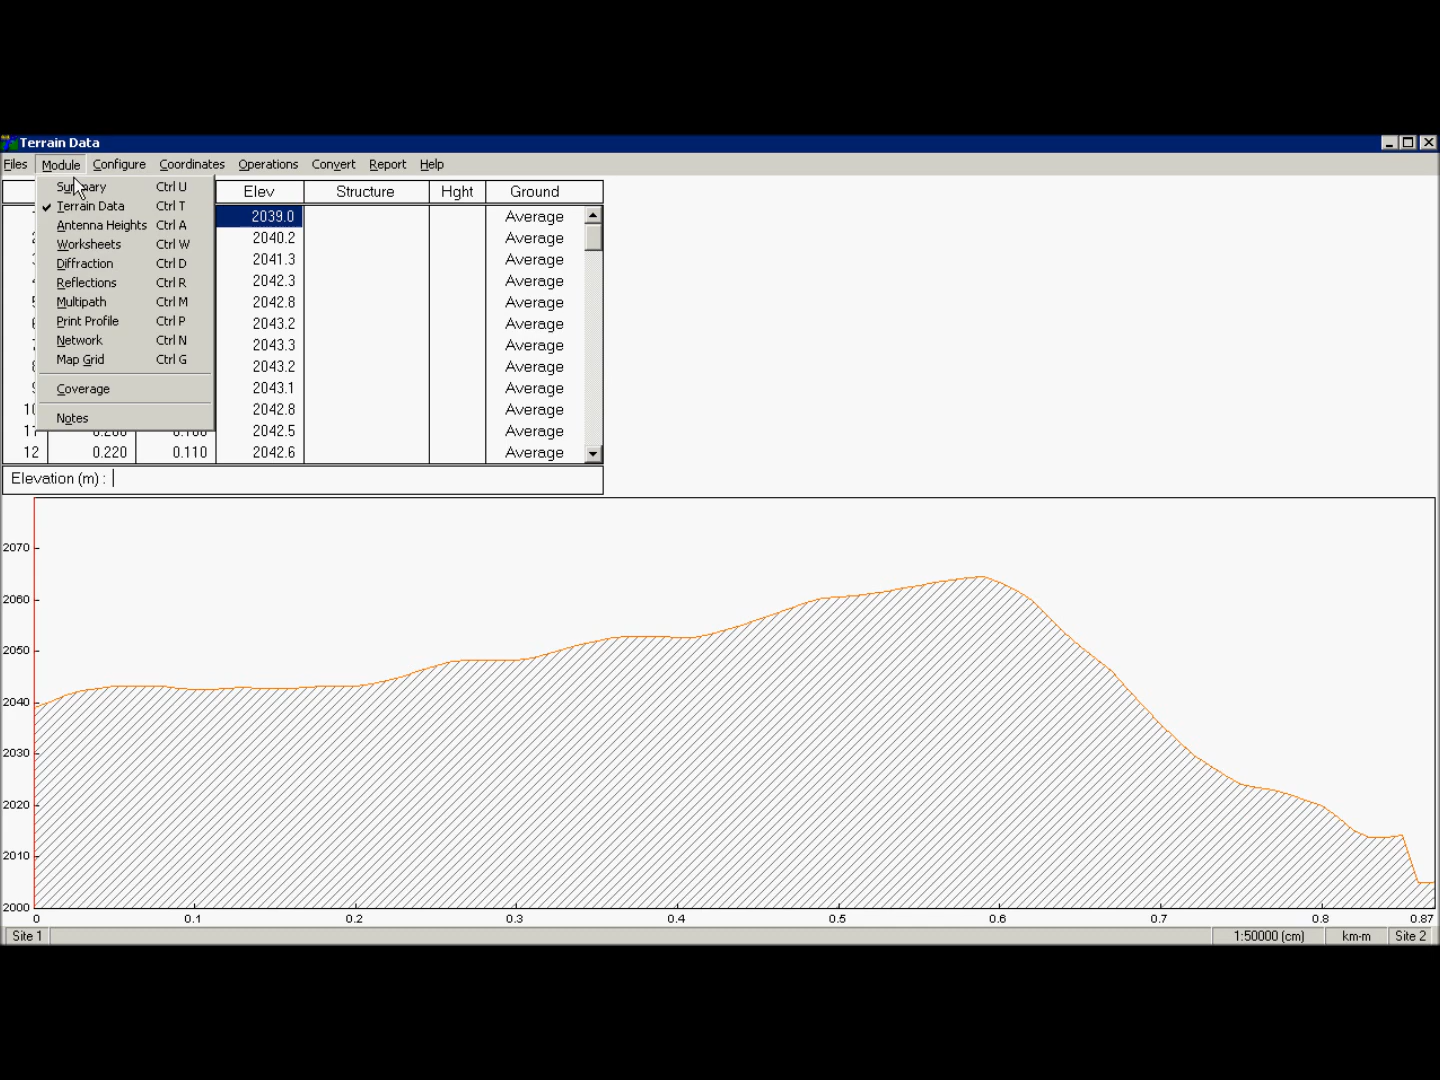 Terrain Data
Files Module Configure Coordinates Operations Convert Report Help
Elev Structure Hght Ground
Summary Ctrl U
✓ Terrain Data Ctrl T
Antenna Heights Ctrl A
Worksheets Ctrl W
Diffraction Ctrl D
Reflections Ctrl R
Multipath Ctrl M
Print Profile Ctrl P
Network Ctrl N
Map Grid Ctrl G
Coverage
Notes
2039.0 Average
2040.2 Average
2041.3 Average
2042.3 Average
2042.8 Average
2043.2 Average
2043.3 Average
2043.2 Average
2043.1 Average
2042.8 Average
2042.5 Average
12 0.220 0.110 2042.6 Average
Elevation (m) :
2070
2060
2050
2040
2030
2020
2010
2000
0 0.1 0.2 0.3 0.4 0.5 0.6 0.7 0.8 0.87
Site 1 1:50000 (cm) km-m Site 2